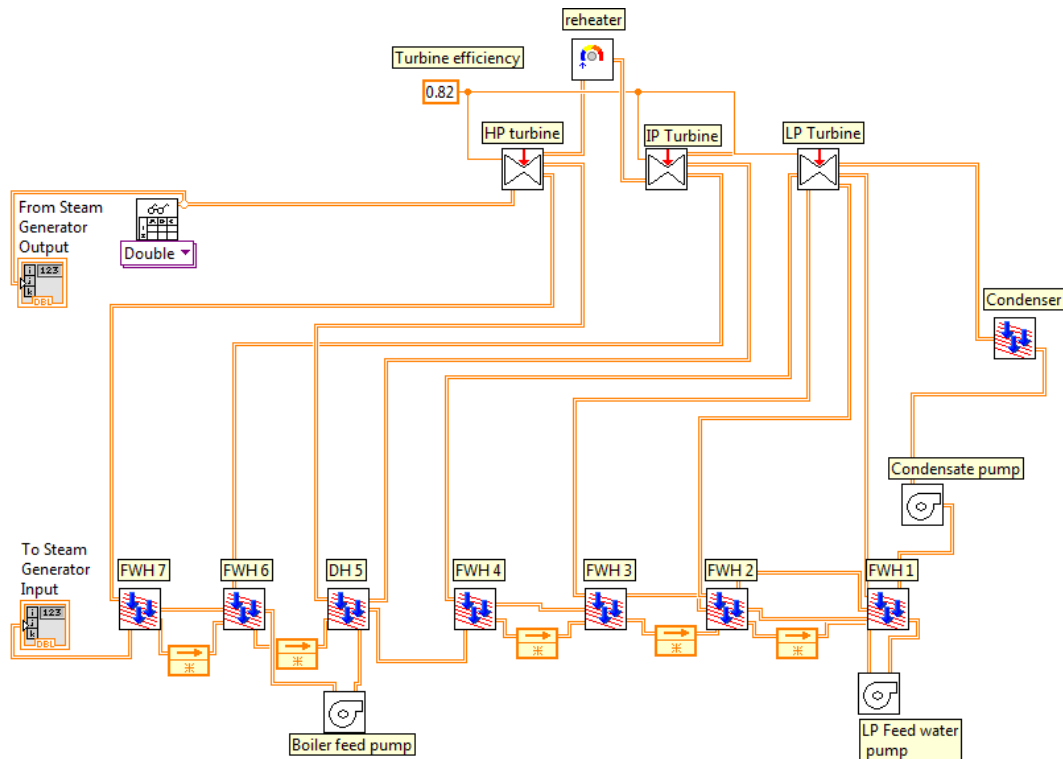 reheater
Turbine efficiency
0.82
HP turbine
IP Turbine
LP Turbine
From Steam
Generator
Output
Double
i
j
k
123
DBL
Condenser
Condensate pump
To Steam
Generator
Input
i
j
k
123
DBL
FWH 7
FWH 6
DH 5
FWH 4
FWH 3
FWH 2
FWH 1
Ж
Ж
Ж
Ж
Ж
Boiler feed pump
LP Feed water
pump